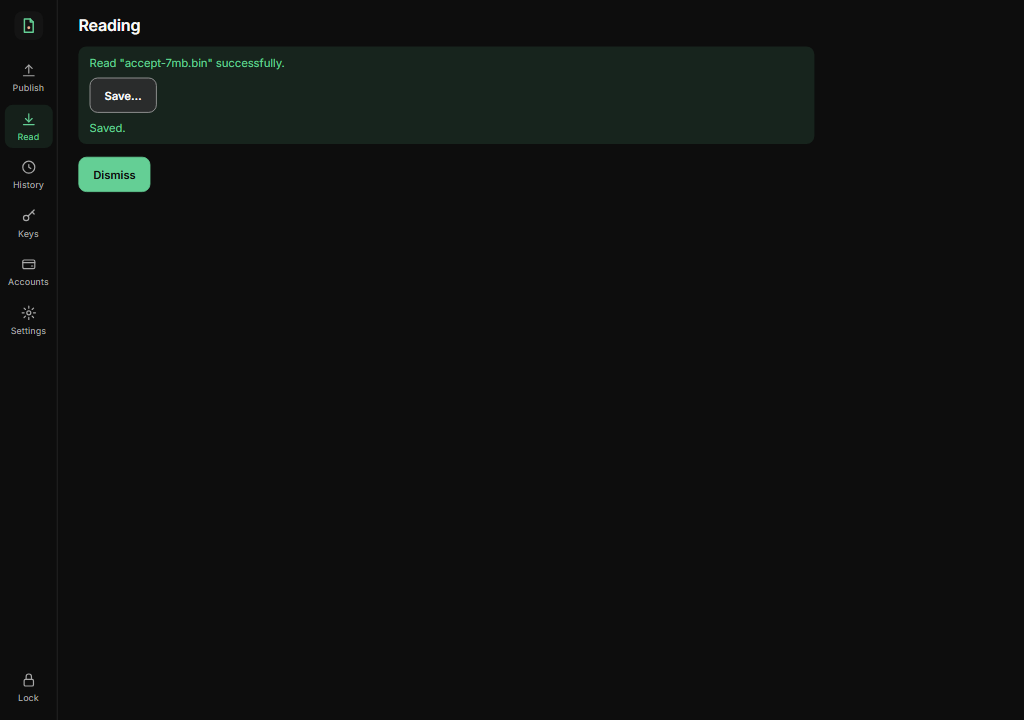 Reading
Read "accept-7mb.bin" successfully.
Save...
Saved.
Dismiss
Publish
Read
History
Keys
Accounts
Settings
Lock